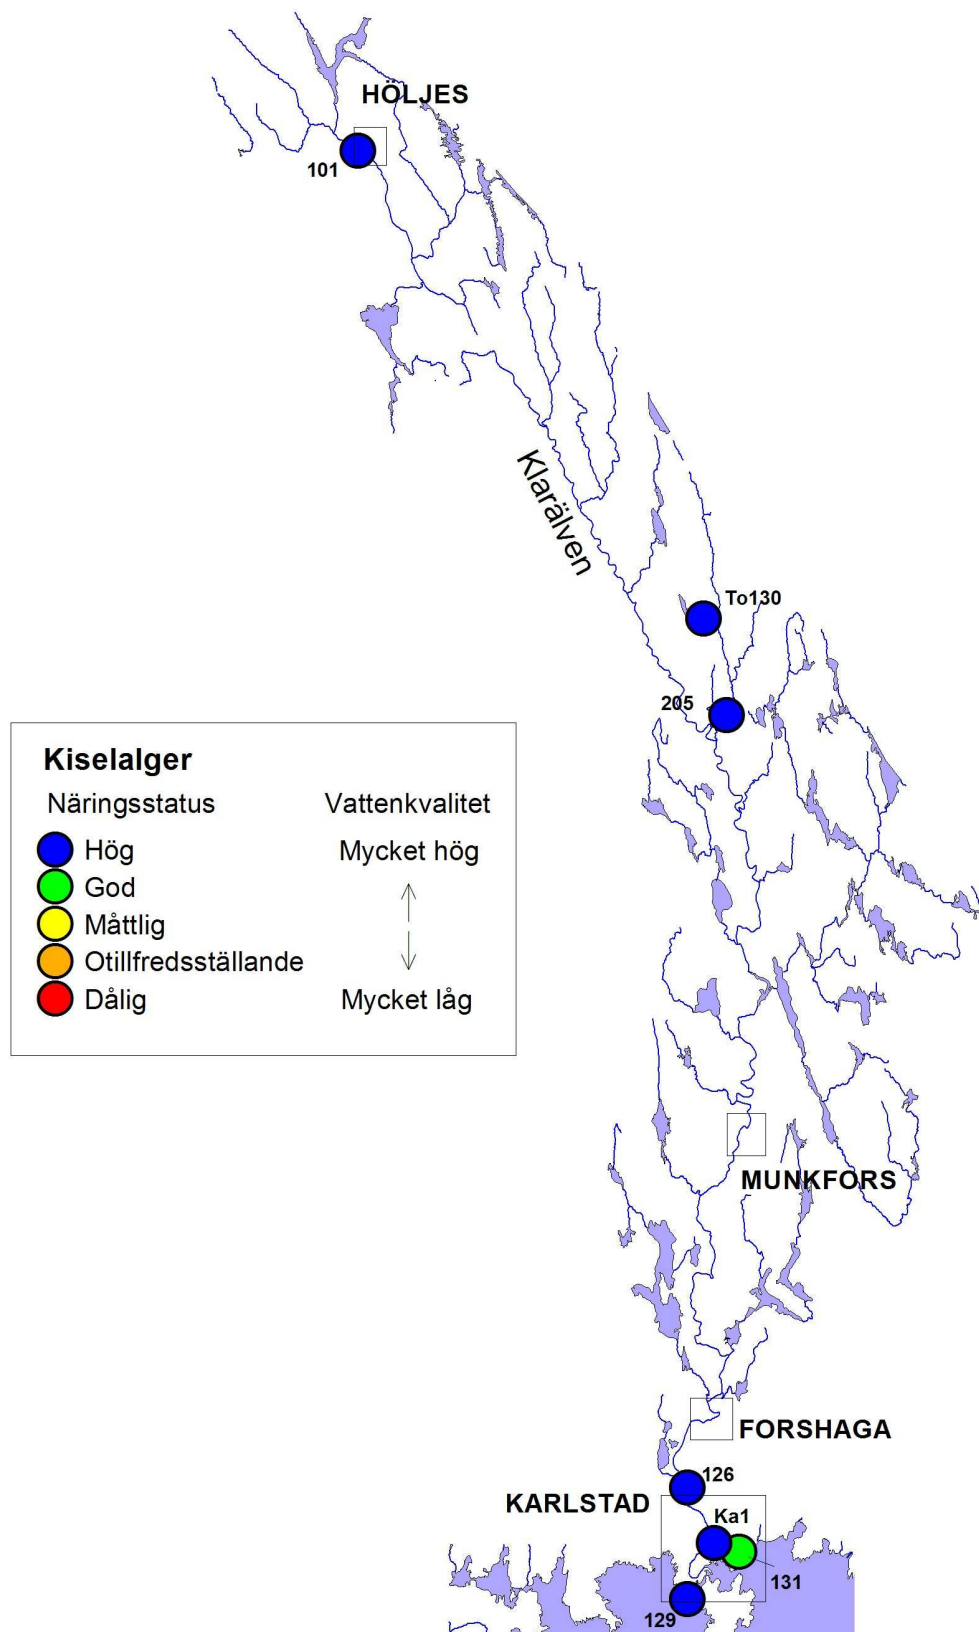 HÖLJES
101
Klarälven
To130
205
Kiselalger
Näringsstatus Vattenkvalitet
Hög Mycket hög
God
Måttlig
Otillfredsställande
Dålig Mycket låg
MUNKFORS
FORSHAGA
126
KARLSTAD
Ka1
131
129